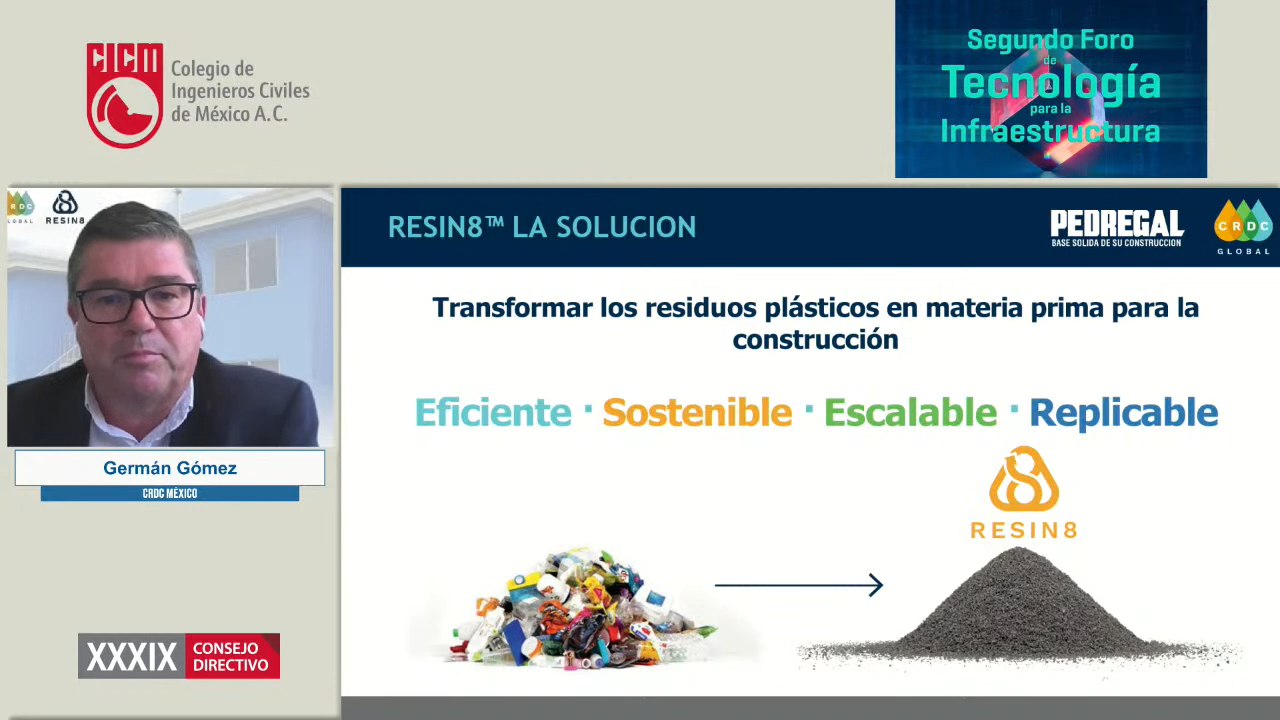 CICM
Colegio de
Ingenieros Civiles
de México A.C.
Segundo Foro
de
Tecnología
para la
Infraestructura
RDC
LOBAL
RESIN8
Germán Gómez
CRDC MÉXICO
XXXIX
CONSEJO
DIRECTIVO
RESIN8™ LA SOLUCION
PEDREGAL
BASE SOLIDA DE SU CONSTRUCCION
CRDC
GLOBAL
Transformar los residuos plásticos en materia prima para la
construcción
Eficiente · Sostenible · Escalable · Replicable
RESIN8